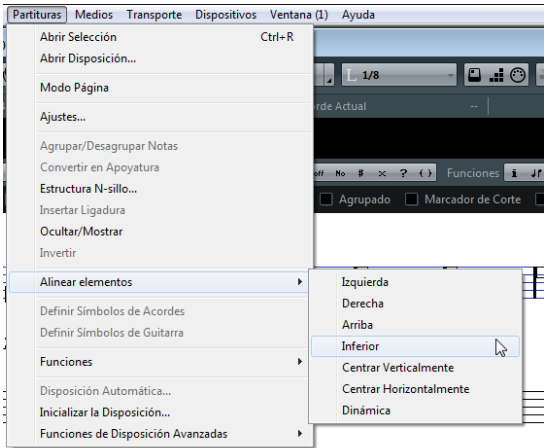 Partituras Medios Transporte Dispositivos Ventana (1) Ayuda
Abrir Selección Ctrl+R
Abrir Disposición...
Modo Página
1/8
Ajustes...
orde Actual --
Agrupar/Desagrupar Notas
Convertir en Apoyatura
off No # × ? ( ) Funciones i
Estructura N-sillo...
Agrupado Marcador de Corte
Insertar Ligadura
Ocultar/Mostrar
Invertir
Alinear elementos
Izquierda
Derecha
Arriba
Inferior
Centrar Verticalmente
Centrar Horizontalmente
Dinámica
Definir Símbolos de Acordes
Definir Símbolos de Guitarra
Funciones
Disposición Automática...
Inicializar la Disposición...
Funciones de Disposición Avanzadas